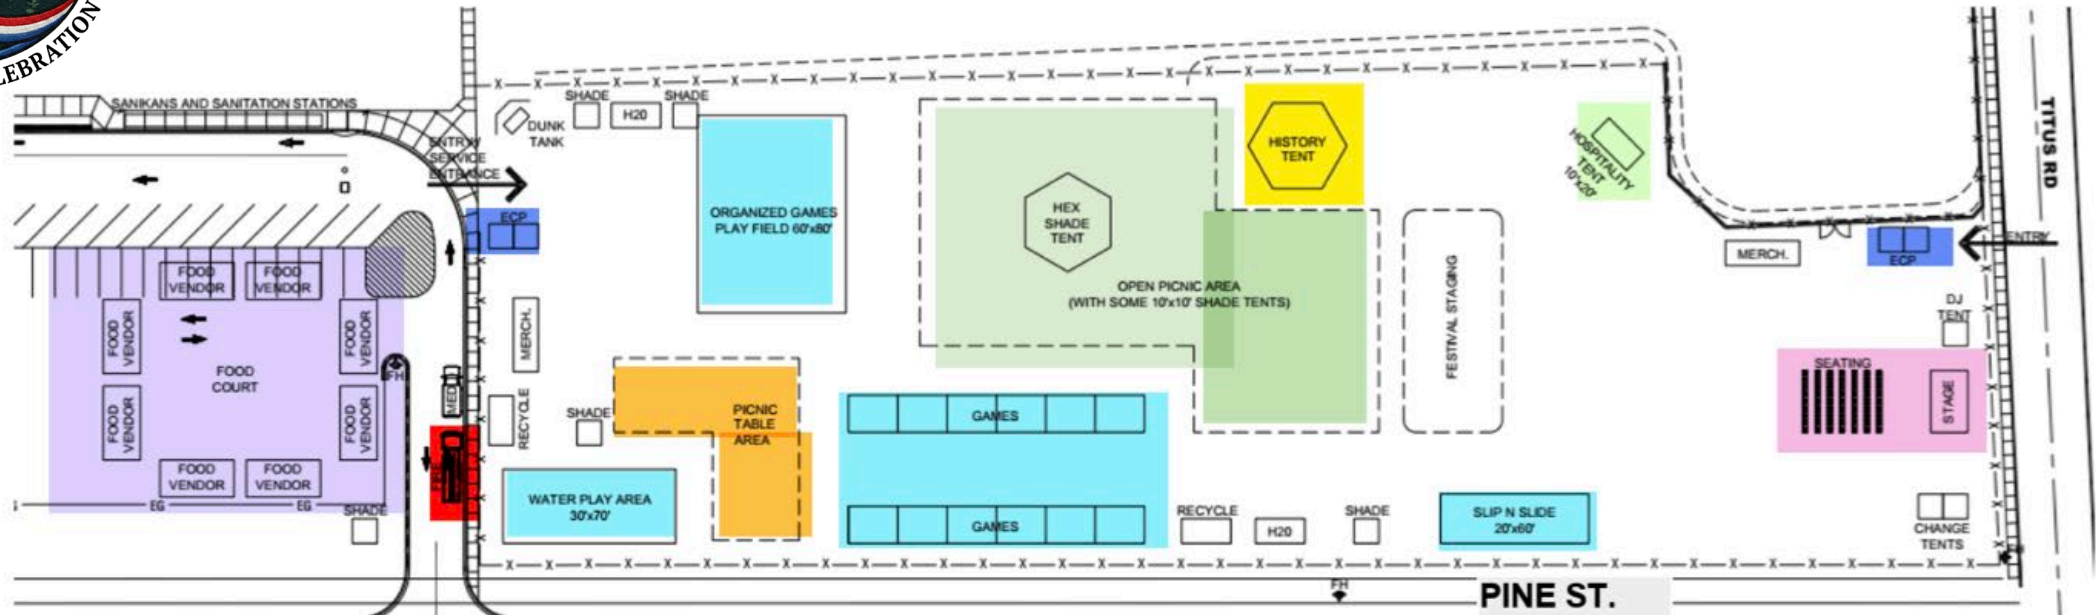 LEBRATION
SANIKANS AND SANITATION STATIONS
ENTRY/
SERVICE
ENTRANCE
ECP
DUNK
TANK
SHADE
H20
SHADE
ORGANIZED GAMES
PLAY FIELD 60'x80'
HEX
SHADE
TENT
OPEN PICNIC AREA
(WITH SOME 10'x10' SHADE TENTS)
HISTORY
TENT
FESTIVAL STAGING
HOSPITALITY
TENT
10'x20'
MERCH.
ECP
ENTRY
TITUS RD
DJ
TENT
SEATING
STAGE
CHANGE
TENTS
FOOD
VENDOR
FOOD
VENDOR
FOOD
VENDOR
FOOD
VENDOR
FOOD
COURT
FOOD
VENDOR
FOOD
VENDOR
FOOD
VENDOR
FOOD
VENDOR
EG
EG
SHADE
FH
MED
FIRE
MERCH.
RECYCLE
SHADE
PICNIC
TABLE
AREA
WATER PLAY AREA
30'x70'
GAMES
GAMES
RECYCLE
H20
SHADE
SLIP N SLIDE
20'x60'
FH
PINE ST.